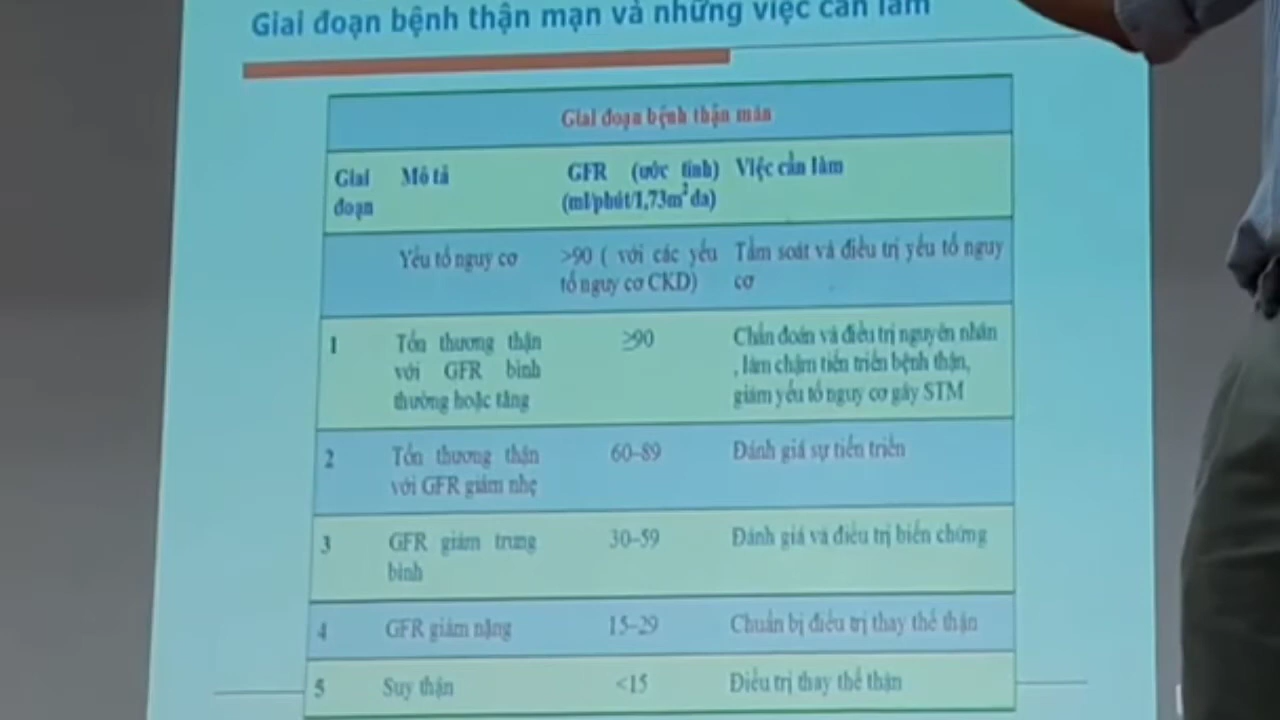 Giai đoạn bệnh thận mạn và những việc cần làm
Giai đoạn bệnh thận mán
Giai đoạn
Mô tả
GFR (ước tính) (ml/phút/1,73m² da)
Việc cần làm
Yếu tố nguy cơ
>90 ( với các yếu tố nguy cơ CKD)
Tầm soát và điều trị yếu tố nguy cơ
1
Tổn thương thận
với GFR bình
thường hoặc tăng
≥90
Chẩn đoán và điều trị nguyên nhân
, làm chậm tiến triển bệnh thận,
giảm yếu tố nguy cơ gây STM
2
Tổn thương thận
với GFR giảm nhẹ
60–89
Đánh giá sự tiến triển
3
GFR giảm trung
bình
30–59
Đánh giá và điều trị biến chứng
4
GFR giảm nặng
15–29
Chuẩn bị điều trị thay thế thận
5
Suy thận
<15
Điều trị thay thế thận